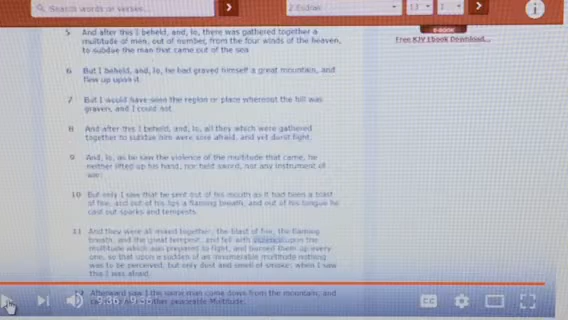 Search words or verses...
2 Esdras
13
1
5 And after this I beheld, and, lo, there was gathered together a
multitude of men, out of number, from the four winds of the heaven,
to subdue the man that came out of the sea
6 But I beheld, and, lo, he had graved himself a great mountain, and
flew up upon it.
7 But I would have seen the region or place whereout the hill was
graven, and I could not.
8 And after this I beheld, and, lo, all they which were gathered
together to subdue him were sore afraid, and yet durst fight.
9 And, lo, as he saw the violence of the multitude that came, he
neither lifted up his hand, nor held sword, nor any instrument of
war:
10 But only I saw that he sent out of his mouth as it had been a blast
of fire, and out of his lips a flaming breath, and out of his tongue he
cast out sparks and tempests.
11 And they were all mixed together; the blast of fire, the flaming
breath, and the great tempest; and fell with violence upon the
multitude which was prepared to fight, and burned them up every
one, so that upon a sudden of an innumerable multitude nothing
was to be perceived, but only dust and smell of smoke: when I saw
this I was afraid.
12 Afterward saw I the same man come down from the mountain, and
another peaceable Multitude.
Free KJV Ebook Download...
9:36 / 9:36
CC